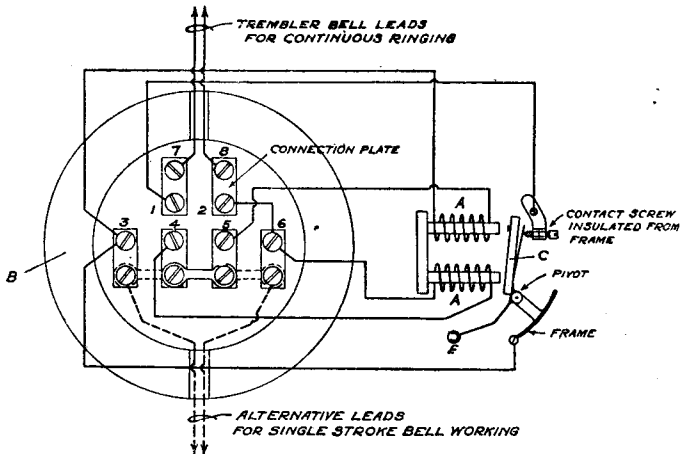 TREMBLER BELL LEADS
FOR CONTINUOUS RINGING
7
8
CONNECTION PLATE
1
2
3
4
5
6
A
A
B
C
CONTACT SCREW
INSULATED FROM
FRAME
PIVOT
E
FRAME
ALTERNATIVE LEADS
FOR SINGLE STROKE BELL WORKING